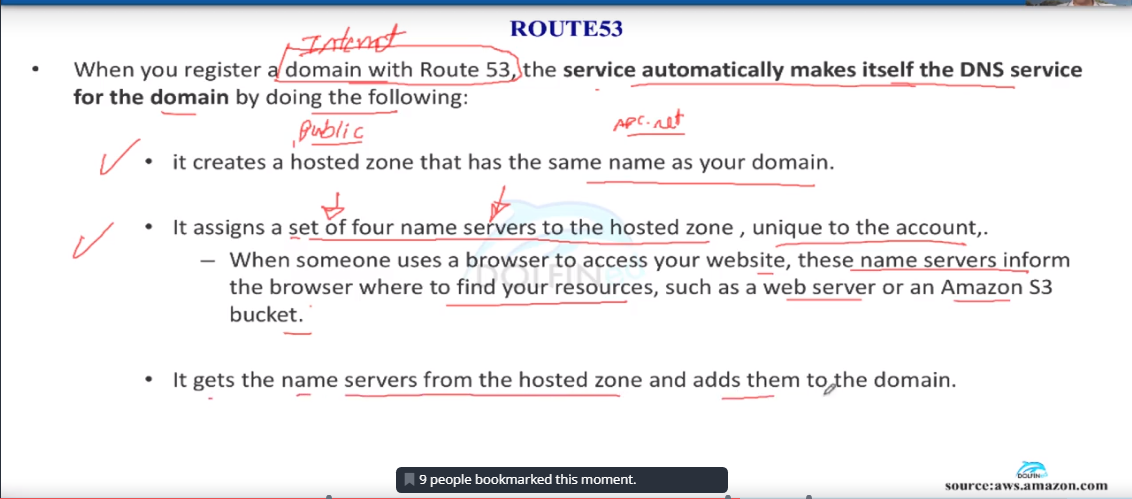 ROUTE53
Internet
• When you register a domain with Route 53, the service automatically makes itself the DNS service
for the domain by doing the following:
Public
• it creates a hosted zone that has the same name as your domain.
• It assigns a set of four name servers to the hosted zone , unique to the account,.
– When someone uses a browser to access your website, these name servers inform
the browser where to find your resources, such as a web server or an Amazon S3
bucket.
• It gets the name servers from the hosted zone and adds them to the domain.
9 people bookmarked this moment.
DOLFIN
source:aws.amazon.com